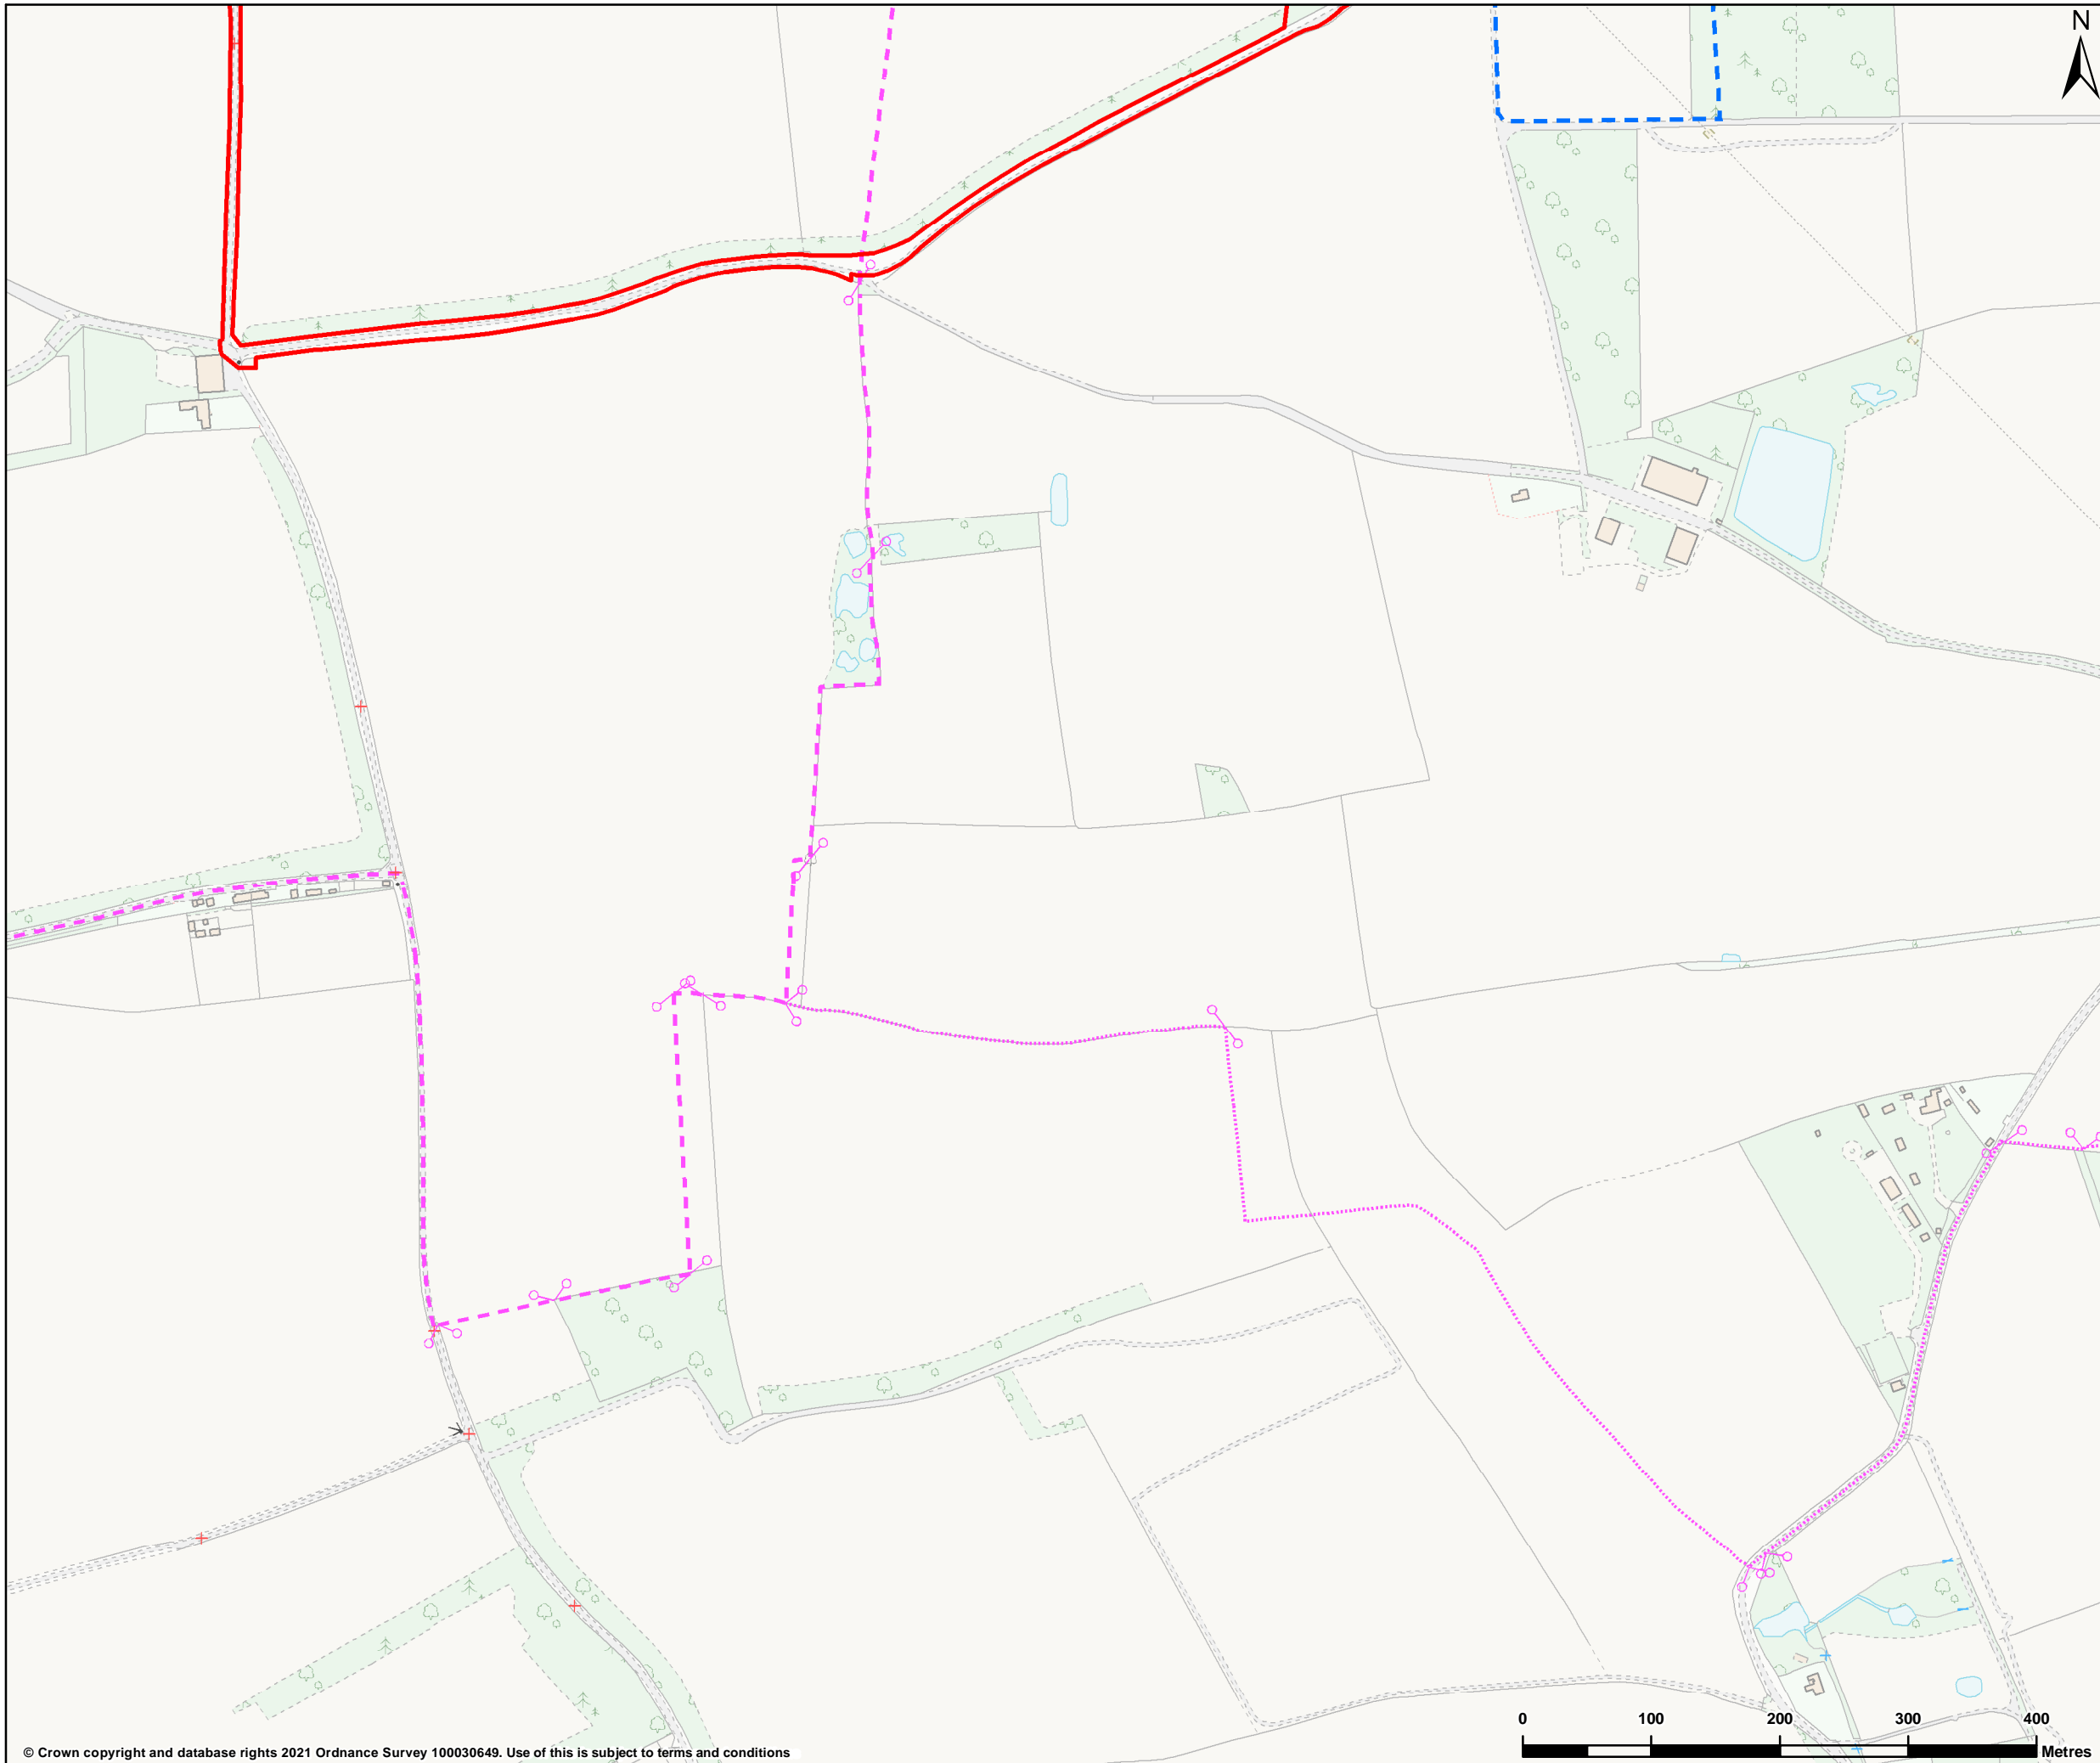 N
0 100 200 300 400
Metres
© Crown copyright and database rights 2021 Ordnance Survey 100030649. Use of this is subject to terms and conditions